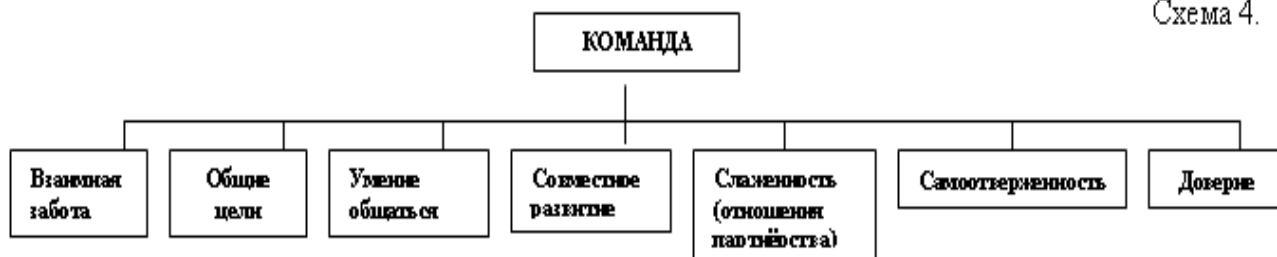 Схема 4.
КОМАНДА
Взаимная
забота
Общие
цели
Умение
общаться
Совместное
развитие
Слаженность
(отношения
партнёрства)
Самоотверженность
Доверие